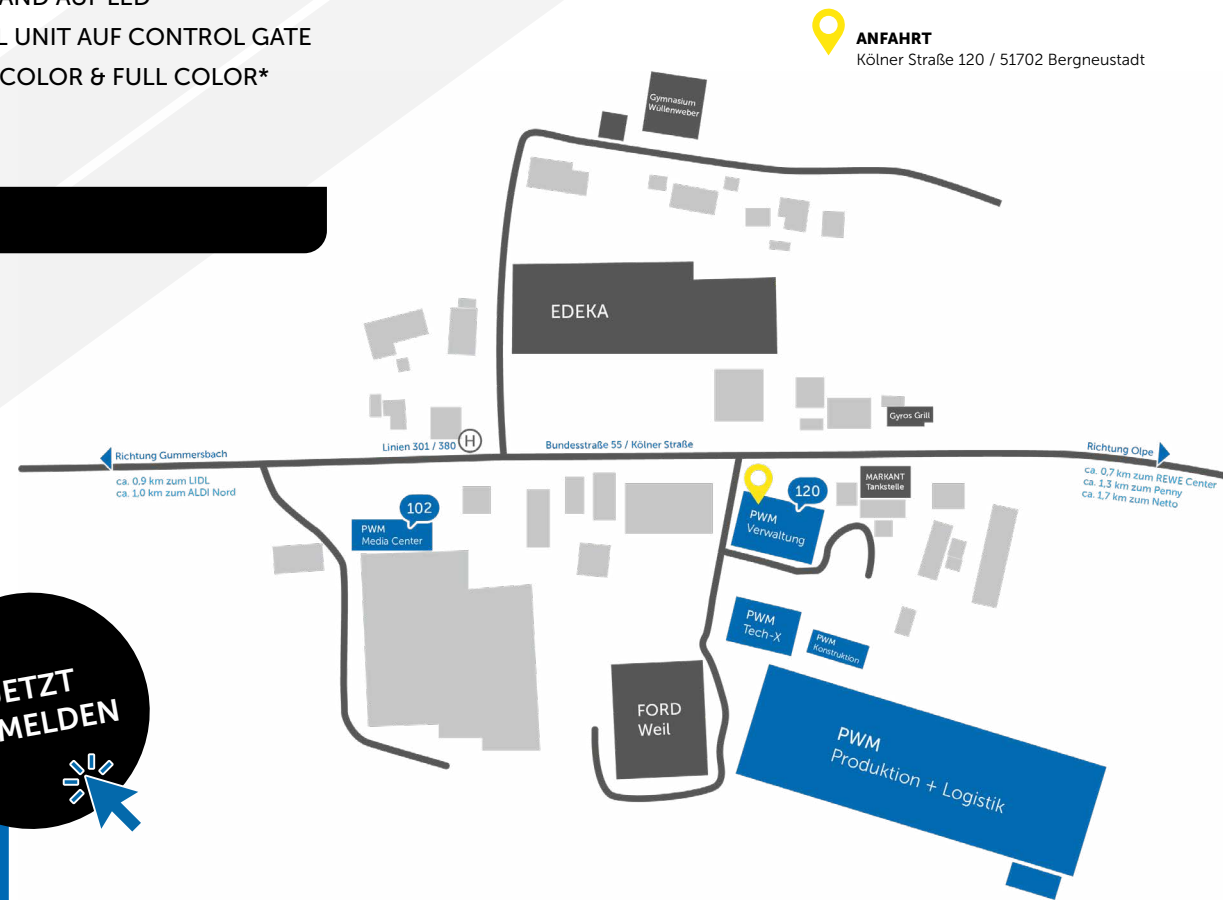 AND AUF LED
UNIT AUF CONTROL GATE
COLOR & FULL COLOR*
ANFAHRT
Kölner Straße 120 / 51702 Bergneustadt
Gymnasium
Wüllenweber
EDEKA
Gyros Grill
Linien 301 / 380 H
Bundesstraße 55 / Kölner Straße
Richtung Gummersbach
ca. 0,9 km zum LIDL
ca. 1,0 km zum ALDI Nord
Richtung Olpe
ca. 0,7 km zum REWE Center
ca. 1,3 km zum Penny
ca. 1,7 km zum Netto
MARKANT
Tankstelle
102
PWM
Media Center
120
PWM
Verwaltung
PWM
Tech-X
PWM
Konstruktion
FORD
Weil
PWM
Produktion + Logistik
ETZT
MELDEN